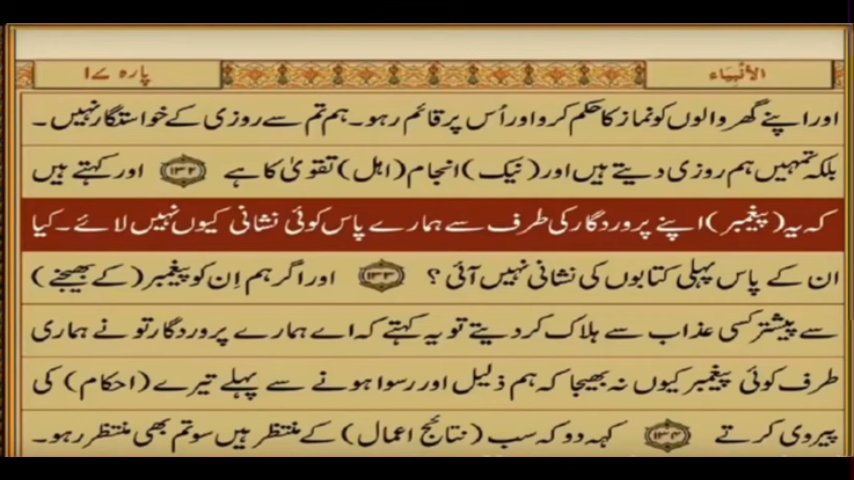 پارہ ۱۷
الأنبیاء
اور اپنے گھر والوں کو نماز کا حکم کرو اور اُس پر قائم رہو۔ ہم تم سے روزی کے خواستگار نہیں۔
بلکہ تمہیں ہم روزی دیتے ہیں اور (نیک) انجام (اہل) تقویٰ کا ہے ۱۳۲ اور کہتے ہیں
کہ یہ (پیغمبر) اپنے پروردگار کی طرف سے ہمارے پاس کوئی نشانی کیوں نہیں لائے۔ کیا
ان کے پاس پہلی کتابوں کی نشانی نہیں آئی؟ ۱۳۳ اور اگر ہم اِن کو پیغمبر (کے بھیجنے)
سے پیشتر کسی عذاب سے ہلاک کر دیتے تو یہ کہتے کہ اے ہمارے پروردگار تو نے ہماری
طرف کوئی پیغمبر کیوں نہ بھیجا کہ ہم ذلیل اور رسوا ہونے سے پہلے تیرے (احکام) کی
پیروی کرتے ۱۳۴ کہہ دو کہ سب (نتائج اعمال) کے منتظر ہیں سو تم بھی منتظر رہو۔